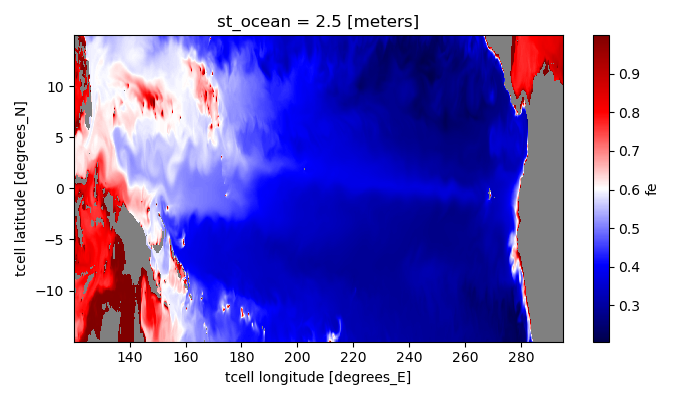 st_ocean = 2.5 [meters]
10
5
0
−5
−10
tcell latitude [degrees_N]
140 160 180 200 220 240 260 280
tcell longitude [degrees_E]
0.9
0.8
0.7
0.6
0.5
0.4
0.3
fe